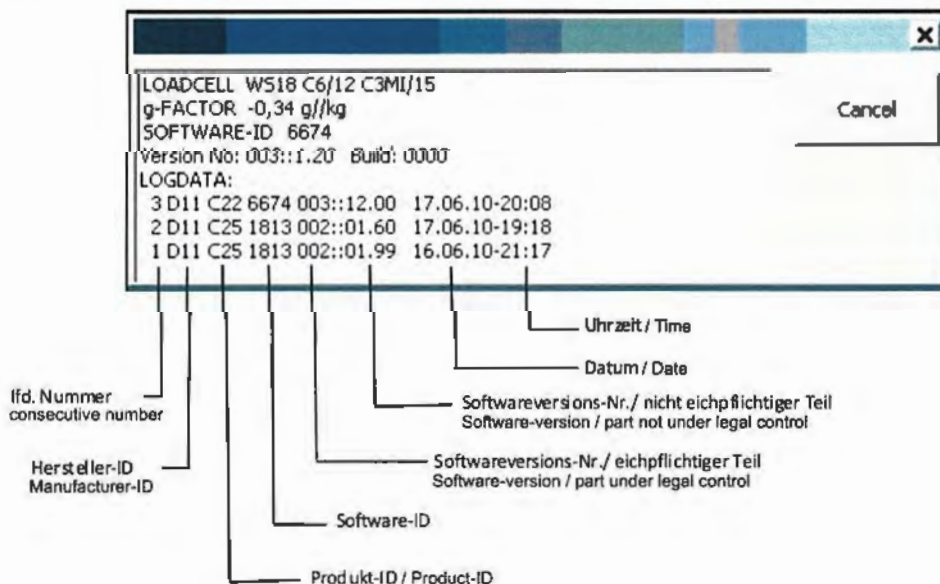 LOADCELL WS18 C6/12 C3MI/15
Cancel
g-FACTOR -0,34 g//kg
SOFTWARE-ID 6674
Version No: 003::1.20 Build: 0000
LOGDATA:
3 D11 C22 6674 003::12.00 17.06.10-20:08
2 D11 C25 1813 002::01.60 17.06.10-19:18
1 D11 C25 1813 002::01.99 16.06.10-21:17
Uhrzeit / Time
Datum / Date
lfd. Nummer
consecutive number
Softwareversions-Nr./ nicht eichpflichtiger Teil
Software-version / part not under legal control
Hersteller-ID
Manufacturer-ID
Softwareversions-Nr./ eichpflichtiger Teil
Software-version / part under legal control
Software-ID
Produkt-ID / Product-ID